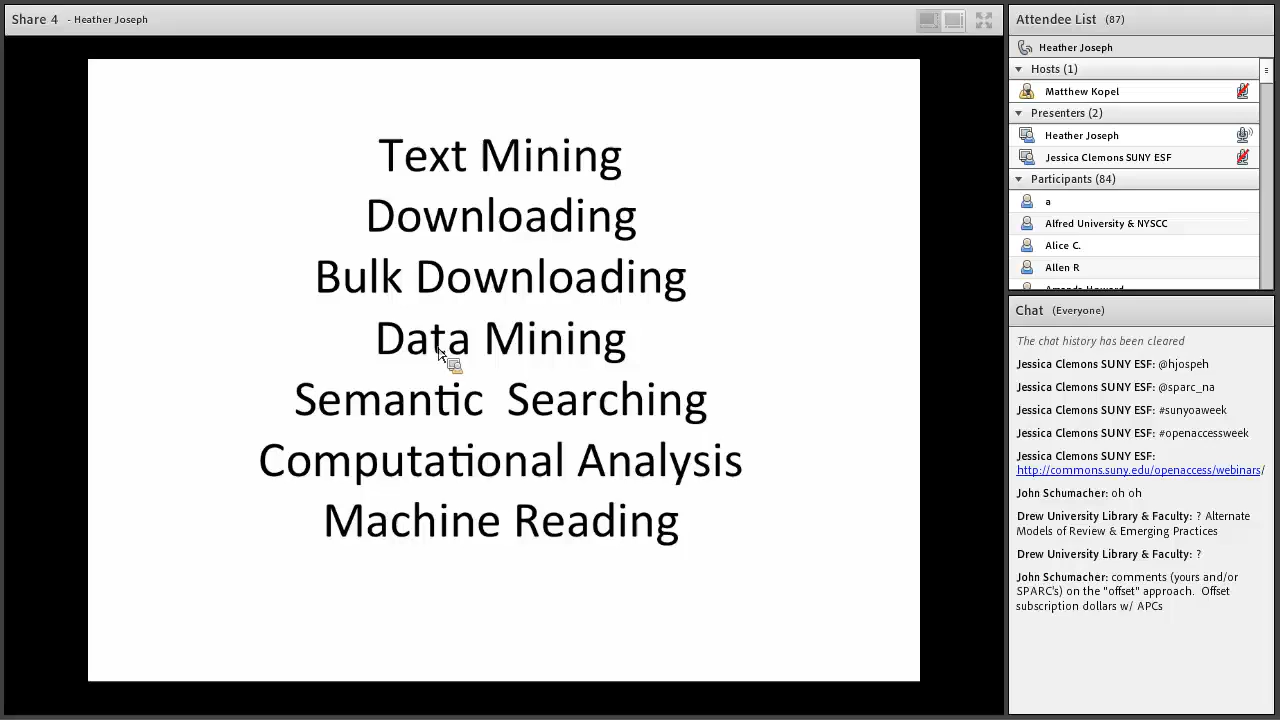 Share 4 - Heather Joseph
Text Mining
Downloading
Bulk Downloading
Data Mining
Semantic  Searching
Computational Analysis
Machine Reading
Attendee List (87)
Heather Joseph
Hosts (1)
Matthew Kopel
Presenters (2)
Heather Joseph
Jessica Clemons SUNY ESF
Participants (84)
a
Alfred University & NYSCC
Alice C.
Allen R
Chat (Everyone)
The chat history has been cleared
Jessica Clemons SUNY ESF: @hjospeh
Jessica Clemons SUNY ESF: @sparc_na
Jessica Clemons SUNY ESF: #sunyoaweek
Jessica Clemons SUNY ESF: #openaccessweek
Jessica Clemons SUNY ESF:
http://commons.suny.edu/openaccess/webinars/
John Schumacher: oh oh
Drew University Library & Faculty: ? Alternate
Models of Review & Emerging Practices
Drew University Library & Faculty: ?
John Schumacher: comments (yours and/or
SPARC's) on the "offset" approach.  Offset
subscription dollars w/ APCs